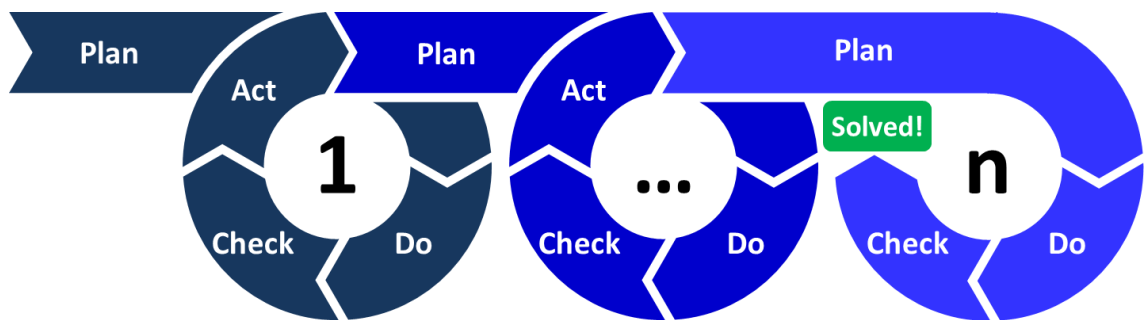 Plan
Act
1
Do
Check
Plan
Act
...
Do
Check
Plan
n
Do
Check
Solved!